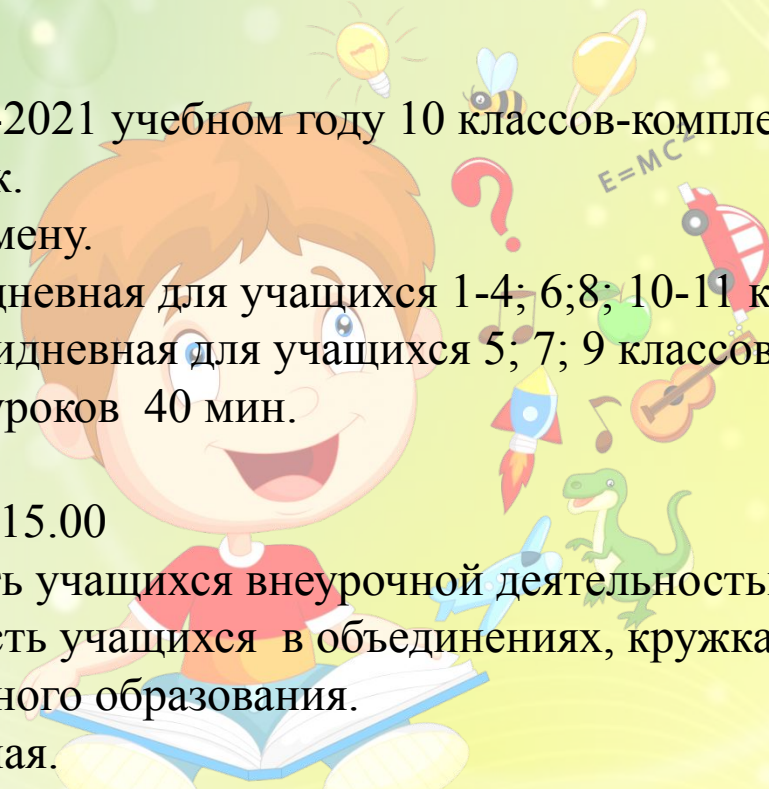 -2021 учебном году 10 классов-компле
к.
мену.
дневная для учащихся 1-4; 6;8; 10-11 к
идневная для учащихся 5; 7; 9 классов
уроков 40 мин.
15.00
ть учащихся внеурочной деятельность
сть учащихся в объединениях, кружка
ного образования.
ая.
E=MC²